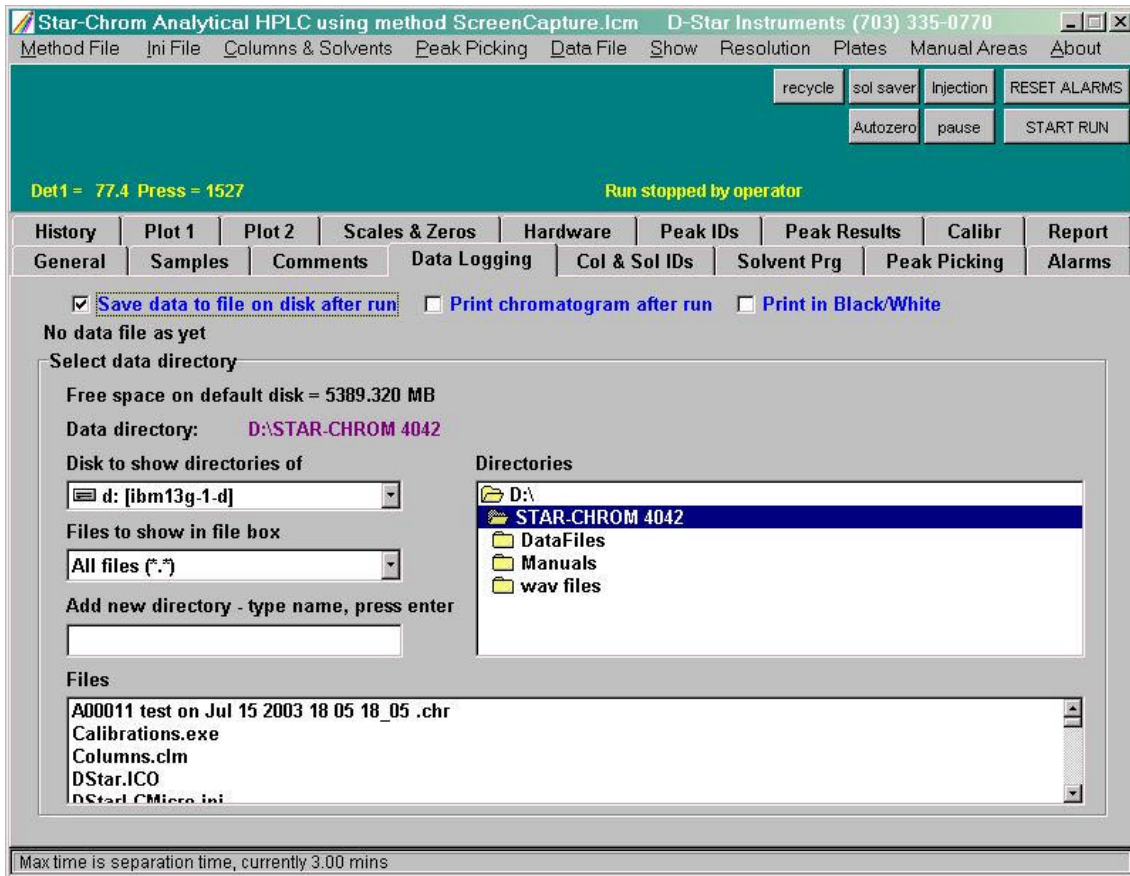 Star-Chrom Analytical HPLC using method ScreenCapture.lcm D-Star Instruments (703) 335-0770
Method File Ini File Columns & Solvents Peak Picking Data File Show Resolution Plates Manual Areas About
recycle sol saver Injection RESET ALARMS
Autozero pause START RUN
Det1 = 77.4 Press = 1527 Run stopped by operator
History Plot 1 Plot 2 Scales & Zeros Hardware Peak IDs Peak Results Calibr Report
General Samples Comments Data Logging Col & Sol IDs Solvent Prg Peak Picking Alarms
Save data to file on disk after run Print chromatogram after run Print in Black/White
No data file as yet
Select data directory
Free space on default disk = 5389.320 MB
Data directory: D:\STAR-CHROM 4042
Disk to show directories of Directories
d: [ibm13g-1-d] D:\
STAR-CHROM 4042
Files to show in file box DataFiles
All files (*.*) Manuals
wav files
Add new directory - type name, press enter
Files
A00011 test on Jul 15 2003 18 05 18_05 .chr
Calibrations.exe
Columns.clm
DStar.ICO
DStarLCMicro.ini
Max time is separation time, currently 3.00 mins